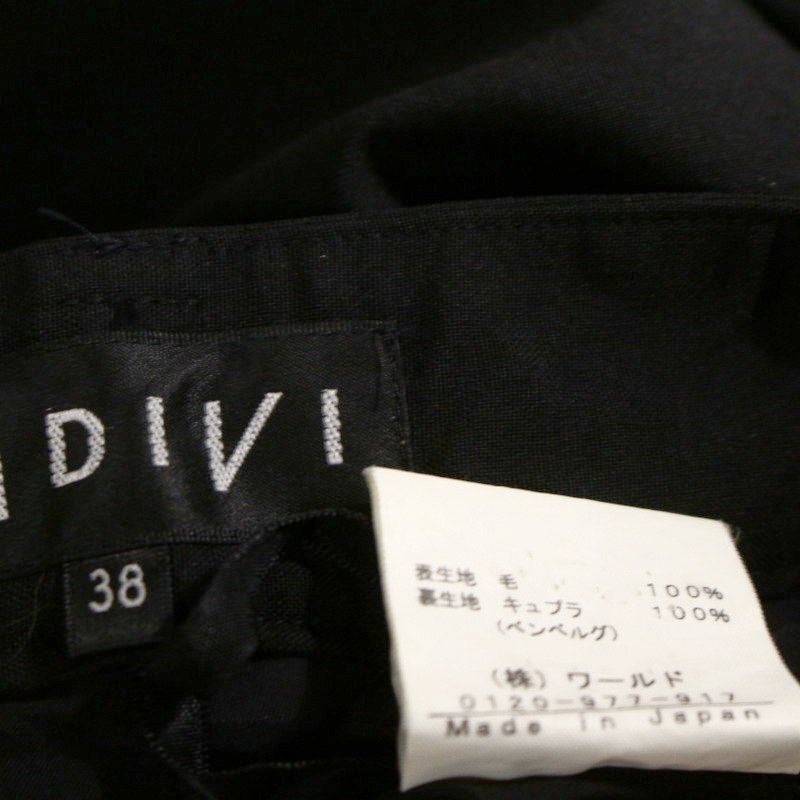 DIVI
38
表生地 毛 100%
裏生地 キュプラ 100%
(ベンベルグ)
(株) ワールド
0120-977-917
Made in Japan